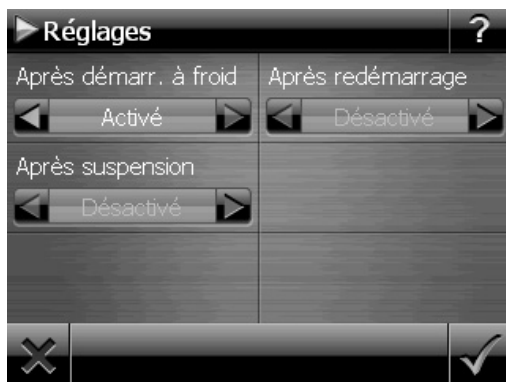 Réglages ?
Après démarr. à froid
Activé
Après redémarrage
Désactivé
Après suspension
Désactivé